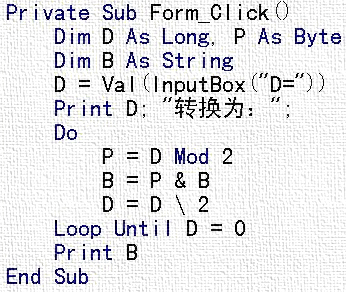 Private Sub Form_Click()
Dim D As Long, P As Byte
Dim B As String
D = Val(InputBox("D="))
Print D; "转换为：";
Do
P = D Mod 2
B = P & B
D = D \ 2
Loop Until D = 0
Print B
End Sub